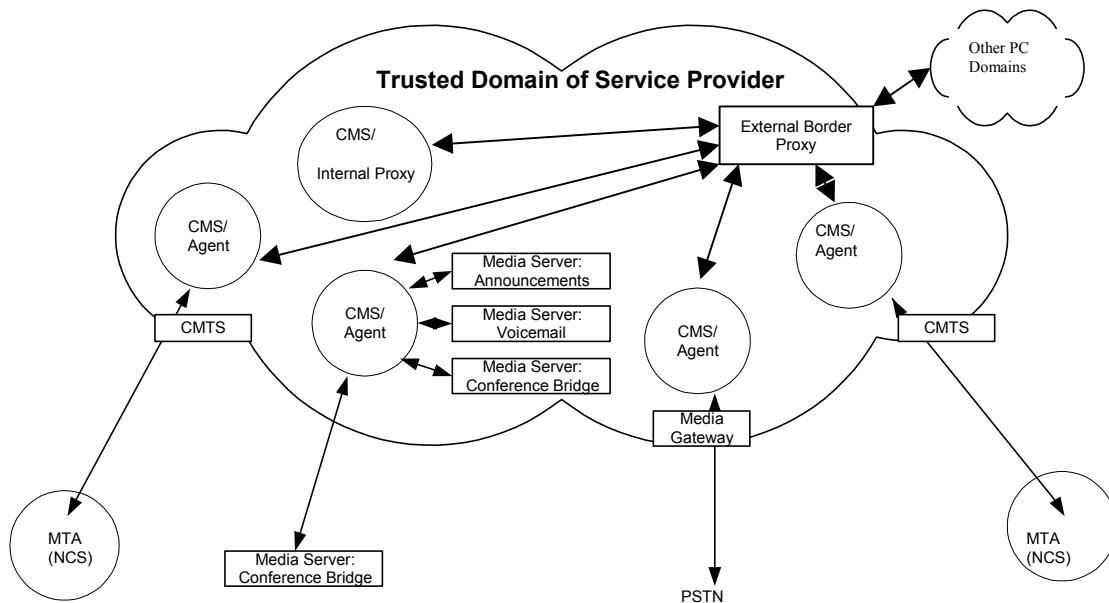 Other PC
Domains
Trusted Domain of Service Provider
External Border
Proxy
CMS/
Internal Proxy
CMS/
Agent
CMS/
Agent
Media Server:
Announcements
CMS/
Agent
Media Server:
Voicemail
CMS/
Agent
Media Server:
Conference Bridge
CMTS
CMTS
Media
Gateway
MTA
(NCS)
Media Server:
Conference Bridge
PSTN
MTA
(NCS)